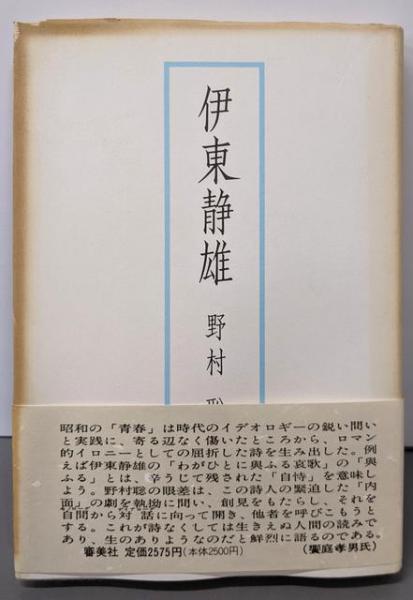 伊東静雄
野村
昭和の「青春」は時代のイデオロギーの鋭い問い
と実践に、寄る辺なく傷いたところから、ロマン
的イロニーとしての屈折した詩を生み出した。例
えば伊東静雄の「わがひとに與ふる哀歌」の「與
ふる」とは、辛うじて残された「自恃」を意味し
よう。野村聡の眼差は、この詩人の緊迫した「内
面」の劇を執拗に問い、創見をもたらし、それを
自問から対話に向って開き、他者を呼びこもうと
する。これが詩なくしては生きえぬ人間の読みで
あり、生のありようなのだと鮮烈に語るのである。
審美社 定価2575円(本体2500円)
(饗庭孝男氏)